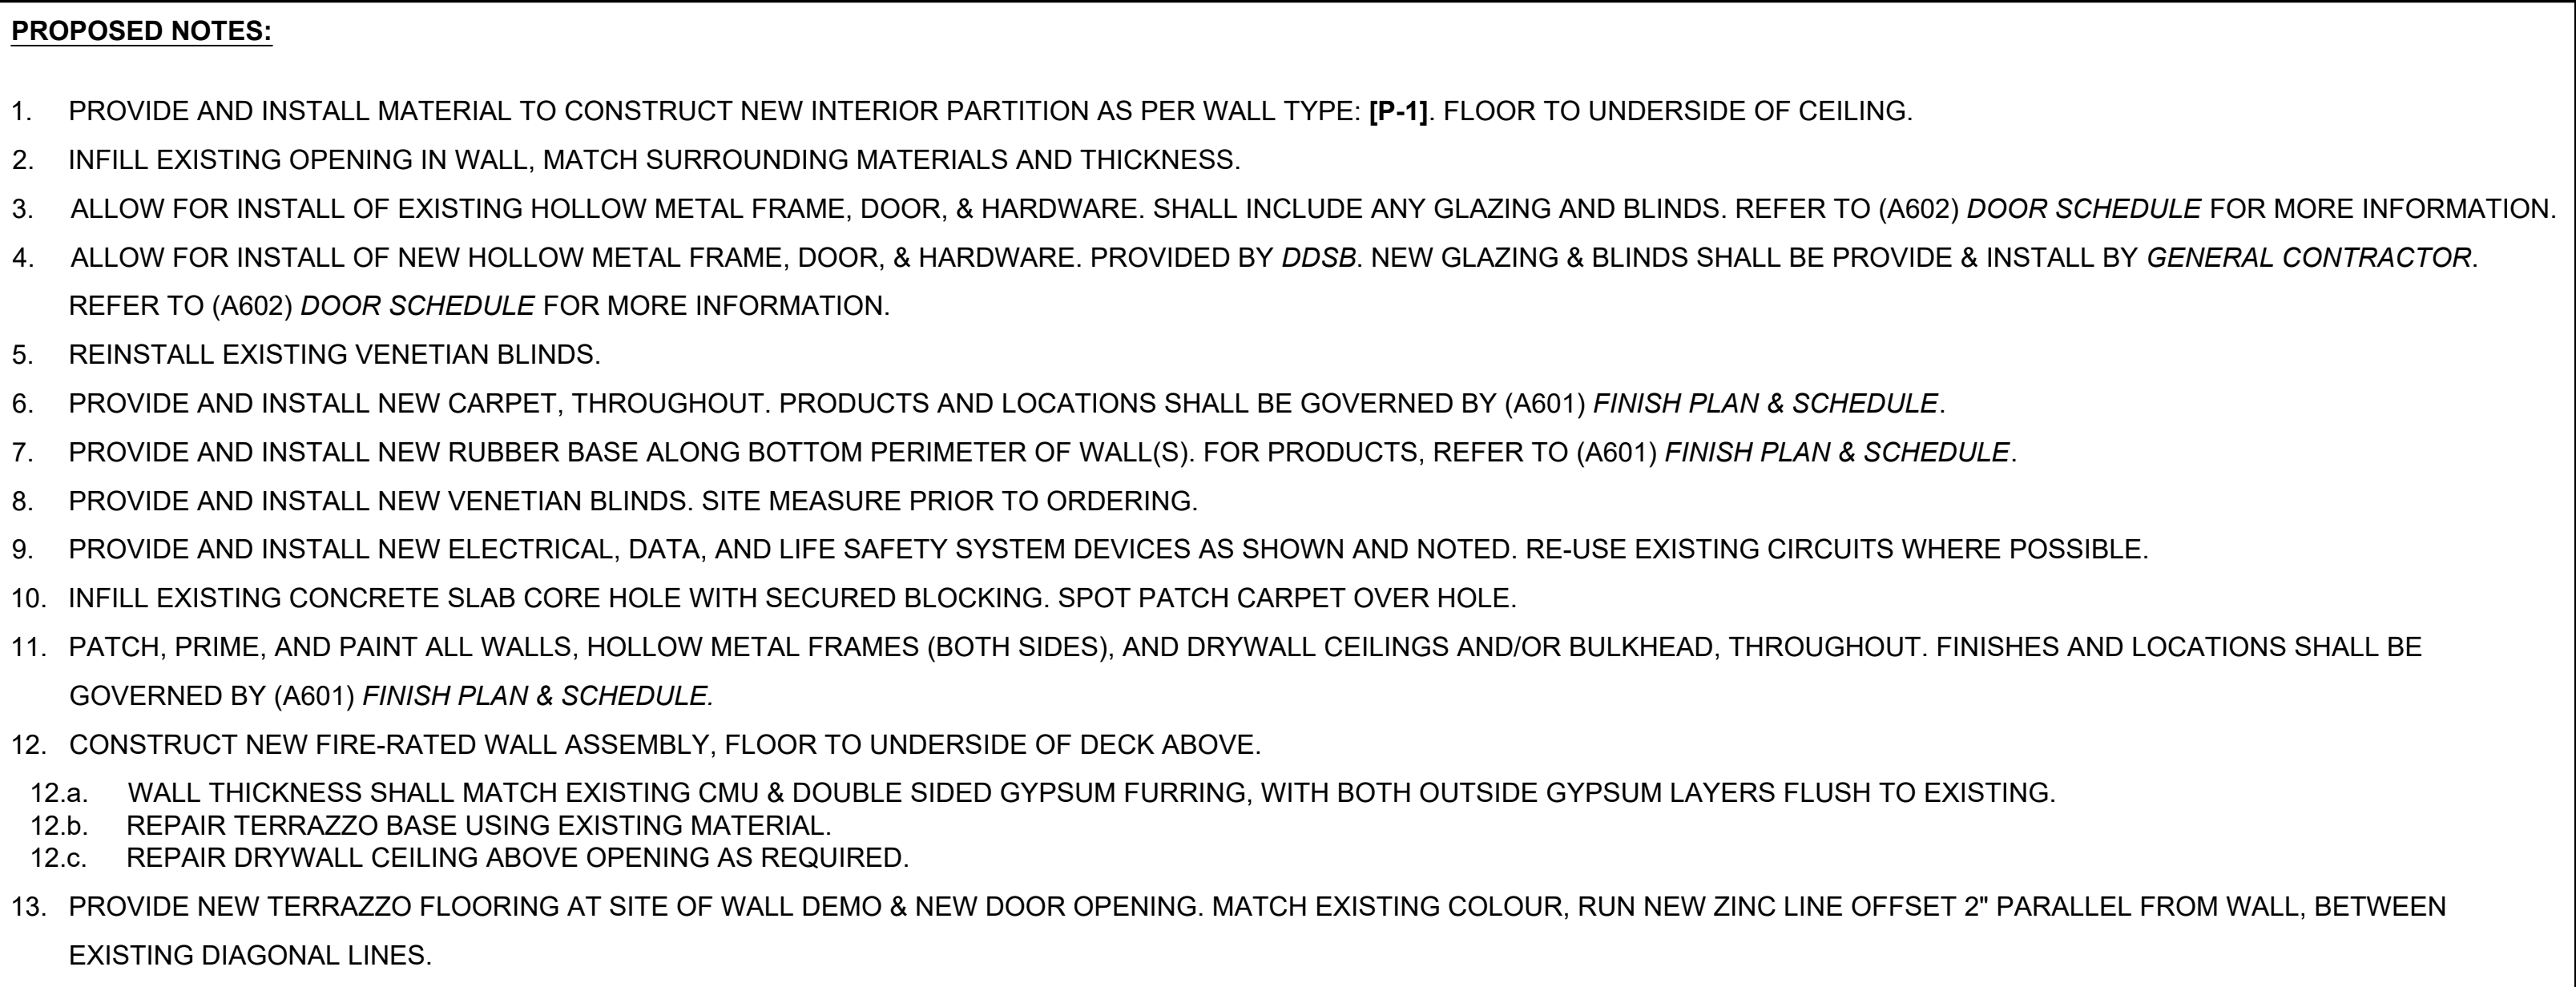 PROPOSED NOTES:
1. PROVIDE AND INSTALL MATERIAL TO CONSTRUCT NEW INTERIOR PARTITION AS PER WALL TYPE: [P-1]. FLOOR TO UNDERSIDE OF CEILING.
2. INFILL EXISTING OPENING IN WALL, MATCH SURROUNDING MATERIALS AND THICKNESS.
3. ALLOW FOR INSTALL OF EXISTING HOLLOW METAL FRAME, DOOR, & HARDWARE. SHALL INCLUDE ANY GLAZING AND BLINDS. REFER TO (A602) DOOR SCHEDULE FOR MORE INFORMATION.
4. ALLOW FOR INSTALL OF NEW HOLLOW METAL FRAME, DOOR, & HARDWARE. PROVIDED BY DDSB. NEW GLAZING & BLINDS SHALL BE PROVIDE & INSTALL BY GENERAL CONTRACTOR.
REFER TO (A602) DOOR SCHEDULE FOR MORE INFORMATION.
5. REINSTALL EXISTING VENETIAN BLINDS.
6. PROVIDE AND INSTALL NEW CARPET, THROUGHOUT. PRODUCTS AND LOCATIONS SHALL BE GOVERNED BY (A601) FINISH PLAN & SCHEDULE.
7. PROVIDE AND INSTALL NEW RUBBER BASE ALONG BOTTOM PERIMETER OF WALL(S). FOR PRODUCTS, REFER TO (A601) FINISH PLAN & SCHEDULE.
8. PROVIDE AND INSTALL NEW VENETIAN BLINDS. SITE MEASURE PRIOR TO ORDERING.
9. PROVIDE AND INSTALL NEW ELECTRICAL, DATA, AND LIFE SAFETY SYSTEM DEVICES AS SHOWN AND NOTED. RE-USE EXISTING CIRCUITS WHERE POSSIBLE.
10. INFILL EXISTING CONCRETE SLAB CORE HOLE WITH SECURED BLOCKING. SPOT PATCH CARPET OVER HOLE.
11. PATCH, PRIME, AND PAINT ALL WALLS, HOLLOW METAL FRAMES (BOTH SIDES), AND DRYWALL CEILINGS AND/OR BULKHEAD, THROUGHOUT. FINISHES AND LOCATIONS SHALL BE
GOVERNED BY (A601) FINISH PLAN & SCHEDULE.
12. CONSTRUCT NEW FIRE-RATED WALL ASSEMBLY, FLOOR TO UNDERSIDE OF DECK ABOVE.
12.a. WALL THICKNESS SHALL MATCH EXISTING CMU & DOUBLE SIDED GYPSUM FURRING, WITH BOTH OUTSIDE GYPSUM LAYERS FLUSH TO EXISTING.
12.b. REPAIR TERRAZZO BASE USING EXISTING MATERIAL.
12.c. REPAIR DRYWALL CEILING ABOVE OPENING AS REQUIRED.
13. PROVIDE NEW TERRAZZO FLOORING AT SITE OF WALL DEMO & NEW DOOR OPENING. MATCH EXISTING COLOUR, RUN NEW ZINC LINE OFFSET 2" PARALLEL FROM WALL, BETWEEN
EXISTING DIAGONAL LINES.